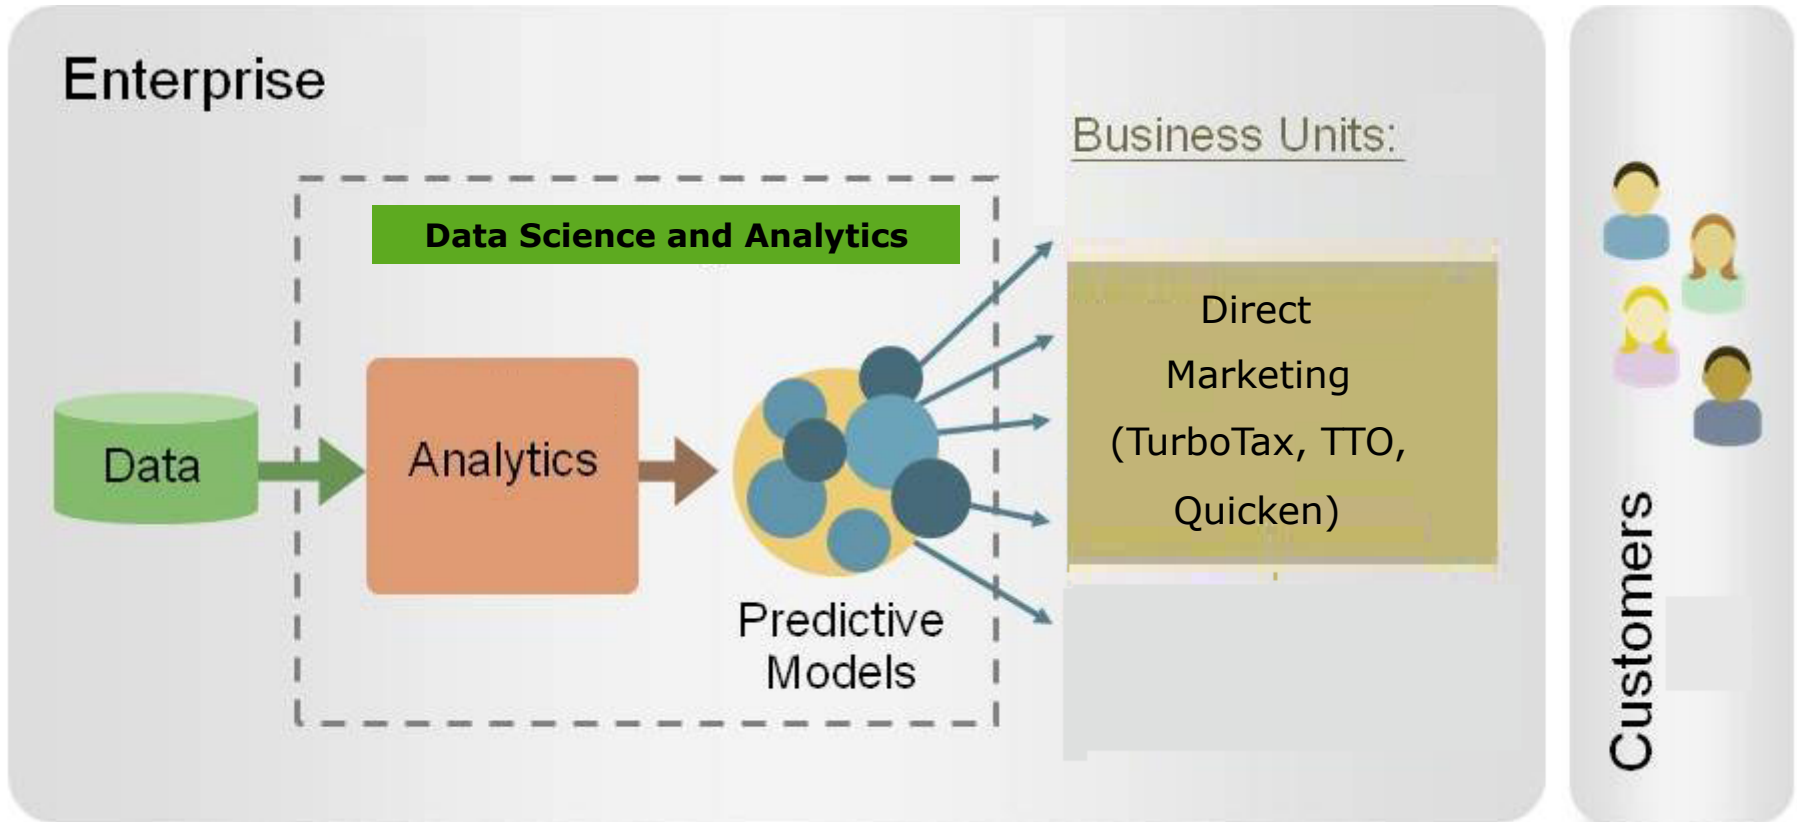 Enterprise
Business Units:
Data Science and Analytics
Direct
Marketing
(TurboTax, TTO,
Quicken)
Data
Analytics
Predictive
Models
Customers